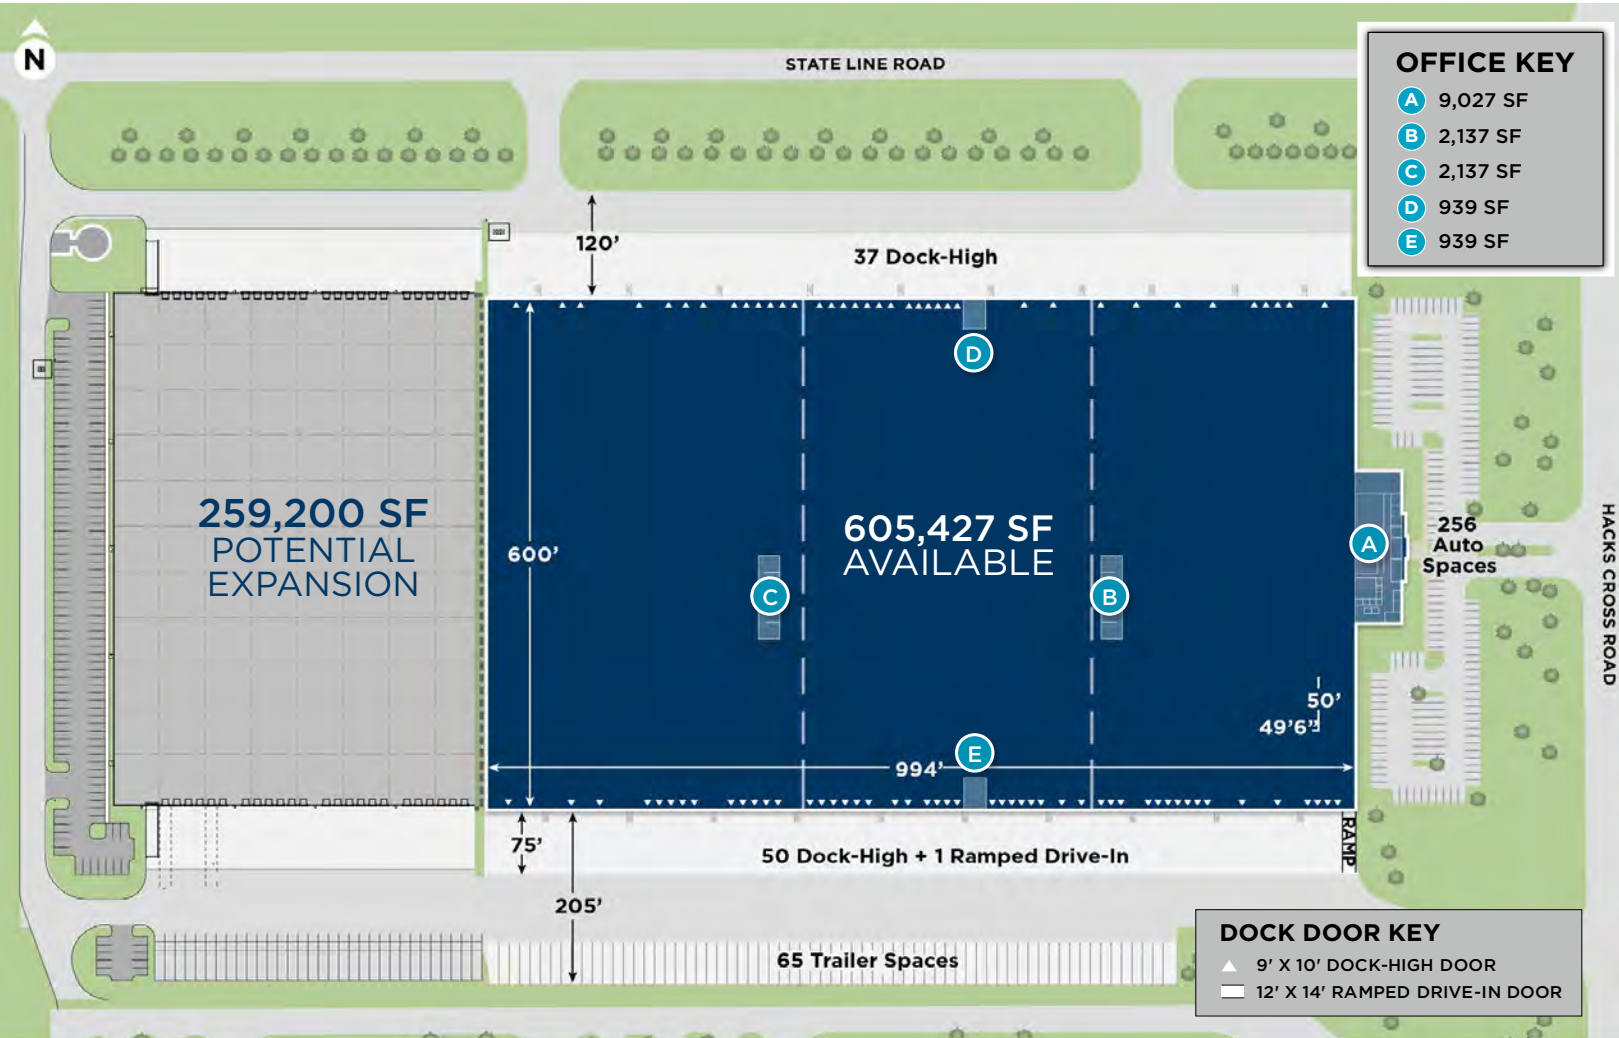 N
STATE LINE ROAD
OFFICE KEY
A 9,027 SF
B 2,137 SF
C 2,137 SF
D 939 SF
E 939 SF
120'
37 Dock-High
D
259,200 SF
POTENTIAL
EXPANSION
600'
605,427 SF
AVAILABLE
C
B
A
256
Auto
Spaces
HACKS CROSS ROAD
50'
49'6"
E
994'
75'
50 Dock-High + 1 Ramped Drive-In
RAMP
205'
65 Trailer Spaces
DOCK DOOR KEY
9' X 10' DOCK-HIGH DOOR
12' X 14' RAMPED DRIVE-IN DOOR